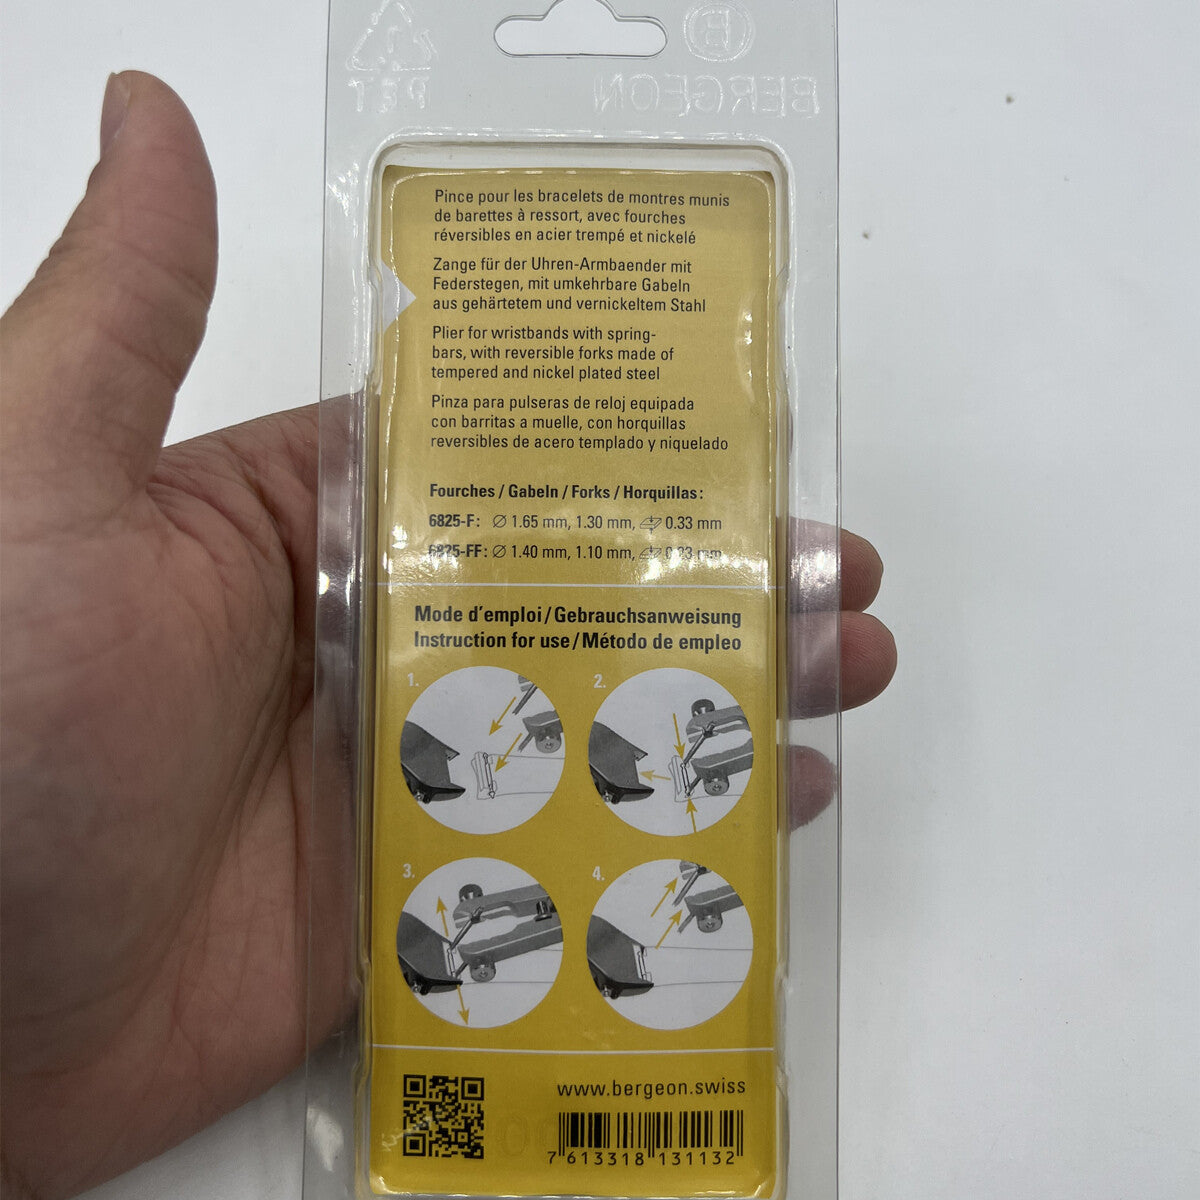 BERGEON
PET
Pince pour les bracelets de montres munis
de barettes à ressort, avec fourches
réversibles en acier trempé et nickelé
Zange für der Uhren-Armbaender mit
Federstegen, mit umkehrbare Gabeln
aus gehärtetem und vernickeltem Stahl
Plier for wristbands with spring-
bars, with reversible forks made of
tempered and nickel plated steel
Pinza para pulseras de reloj equipada
con barritas a muelle, con horquillas
reversibles de acero templado y niquelado
Fourches / Gabeln / Forks / Horquillas:
6825-F: ∅ 1.65 mm, 1.30 mm, 0.33 mm
6825-FF: ∅ 1.40 mm, 1.10 mm, 0.23 mm
Mode d'emploi / Gebrauchsanweisung
Instruction for use / Método de empleo
1. 2.
3. 4.
www.bergeon.swiss
7 613318 131132